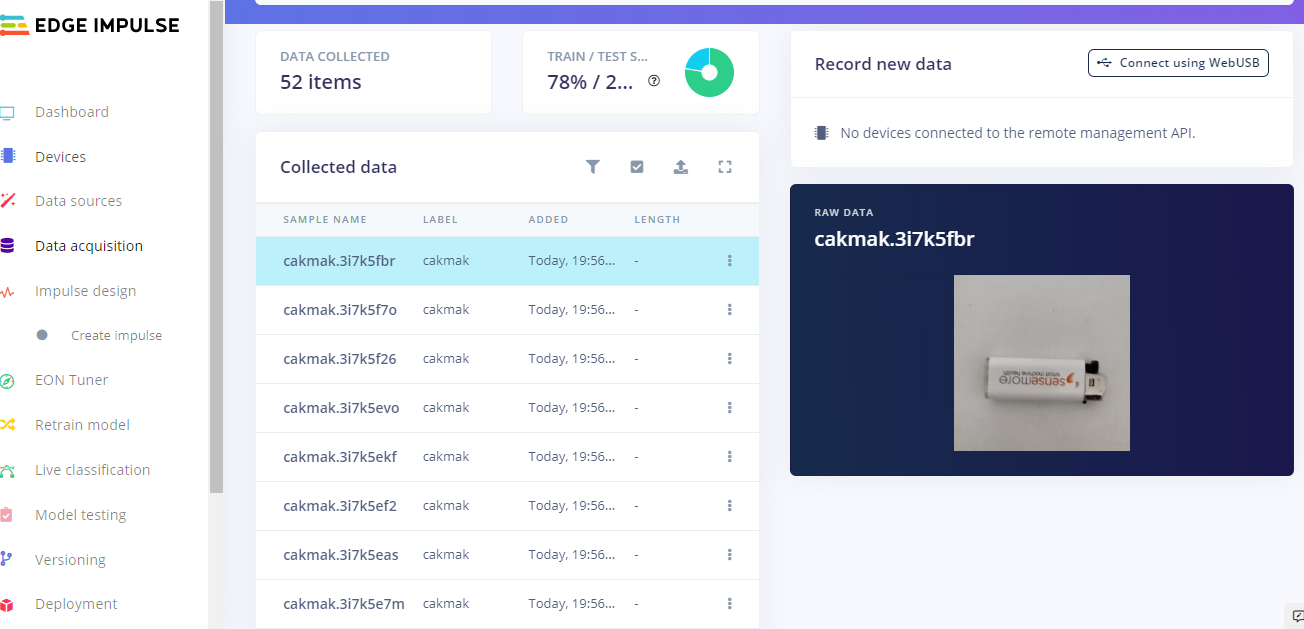 EDGE IMPULSE
Dashboard
Devices
Data sources
Data acquisition
Impulse design
Create impulse
EON Tuner
Retrain model
Live classification
Model testing
Versioning
Deployment
DATA COLLECTED
52 items
TRAIN / TEST S...
78% / 2... ?
Collected data
SAMPLE NAME LABEL ADDED LENGTH
cakmak.3i7k5fbr cakmak Today, 19:56... -
cakmak.3i7k5f7o cakmak Today, 19:56... -
cakmak.3i7k5f26 cakmak Today, 19:56... -
cakmak.3i7k5evo cakmak Today, 19:56... -
cakmak.3i7k5ekf cakmak Today, 19:56... -
cakmak.3i7k5ef2 cakmak Today, 19:56... -
cakmak.3i7k5eas cakmak Today, 19:56... -
cakmak.3i7k5e7m cakmak Today, 19:56... -
Record new data
Connect using WebUSB
No devices connected to the remote management API.
RAW DATA
cakmak.3i7k5fbr
sensemore
smart machine health